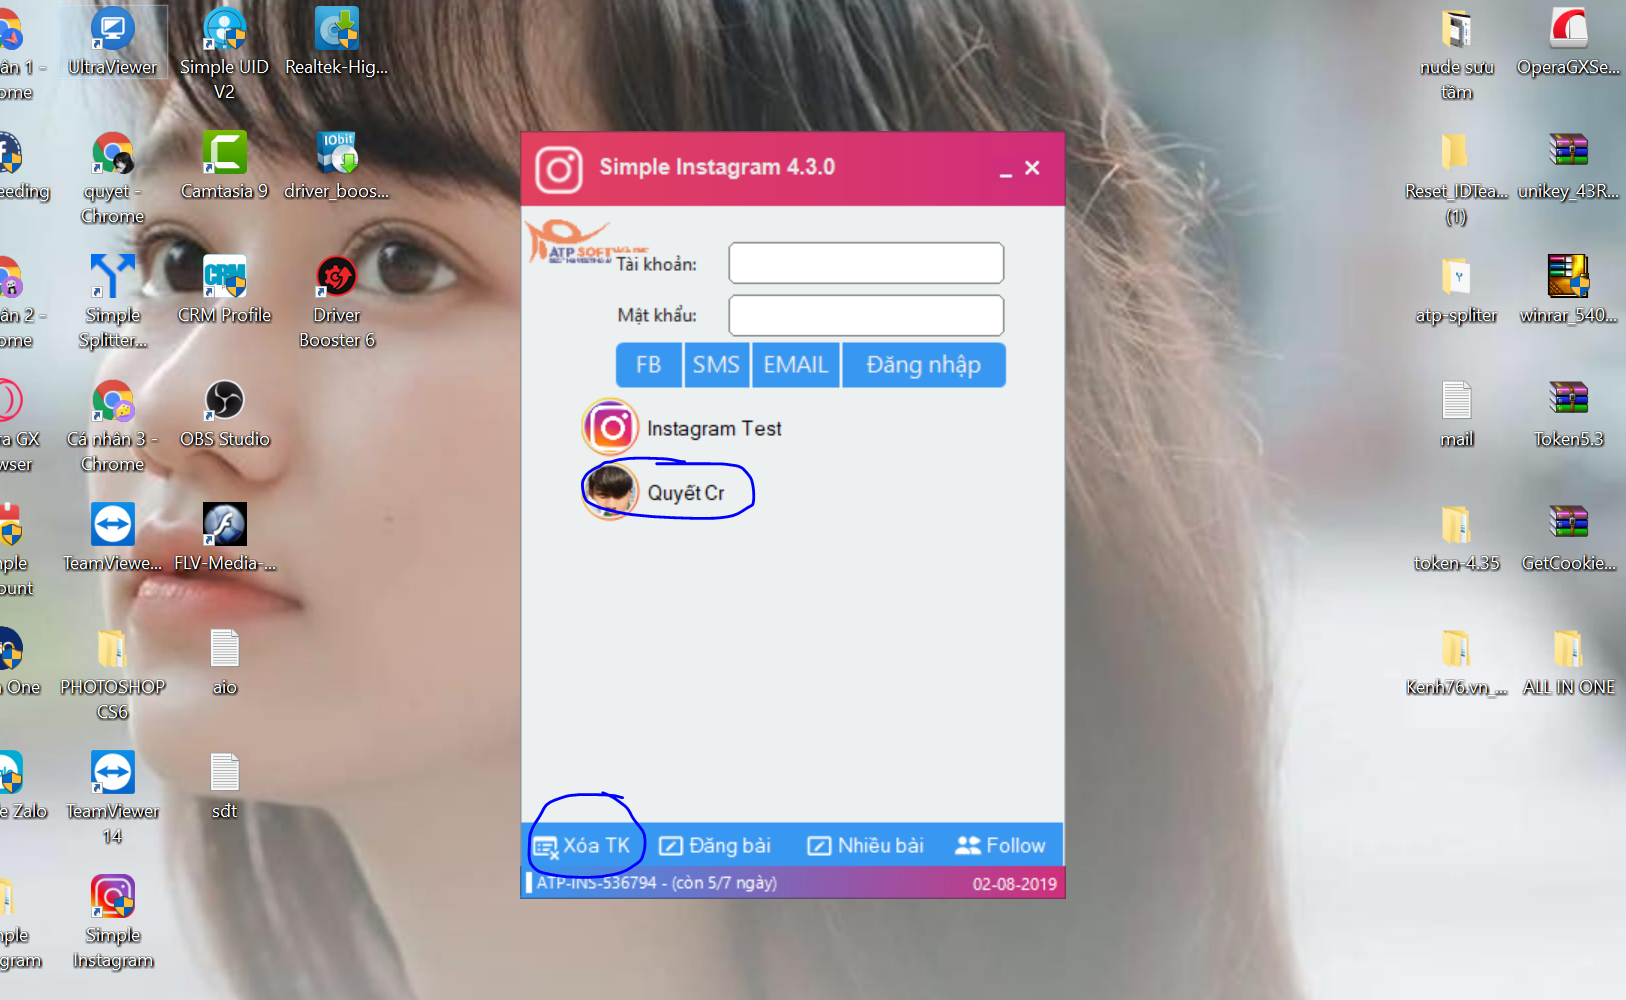 ân 1 -
ome
UltraViewer
Simple UID
V2
Realtek-Hig...
nude sưu
tầm
OperaGXSe...
eeding
quyet -
Chrome
Camtasia 9
IObit
driver_boos...
Reset_IDTea...
(1)
unikey_43R...
ân 2 -
ome
Simple
Splitter...
CRM
CRM Profile
Driver
Booster 6
atp-spliter
winrar_540...
ra GX
wser
Cá nhân 3 -
Chrome
OBS Studio
mail
Token5.3
ple
ount
TeamViewe...
FLV-Media-...
token-4.35
GetCookie...
One
PHOTOSHOP
CS6
aio
Kenh76.vn_...
ALL IN ONE
e Zalo
TeamViewer
14
sđt
ple
gram
Simple
Instagram
Simple Instagram 4.3.0
ATP SOFTWARE
Tài khoản:
Mật khẩu:
FB SMS EMAIL Đăng nhập
Instagram Test
Quyết Cr
Xóa TK Đăng bài Nhiều bài Follow
ATP-INS-536794 - (còn 5/7 ngày) 02-08-2019